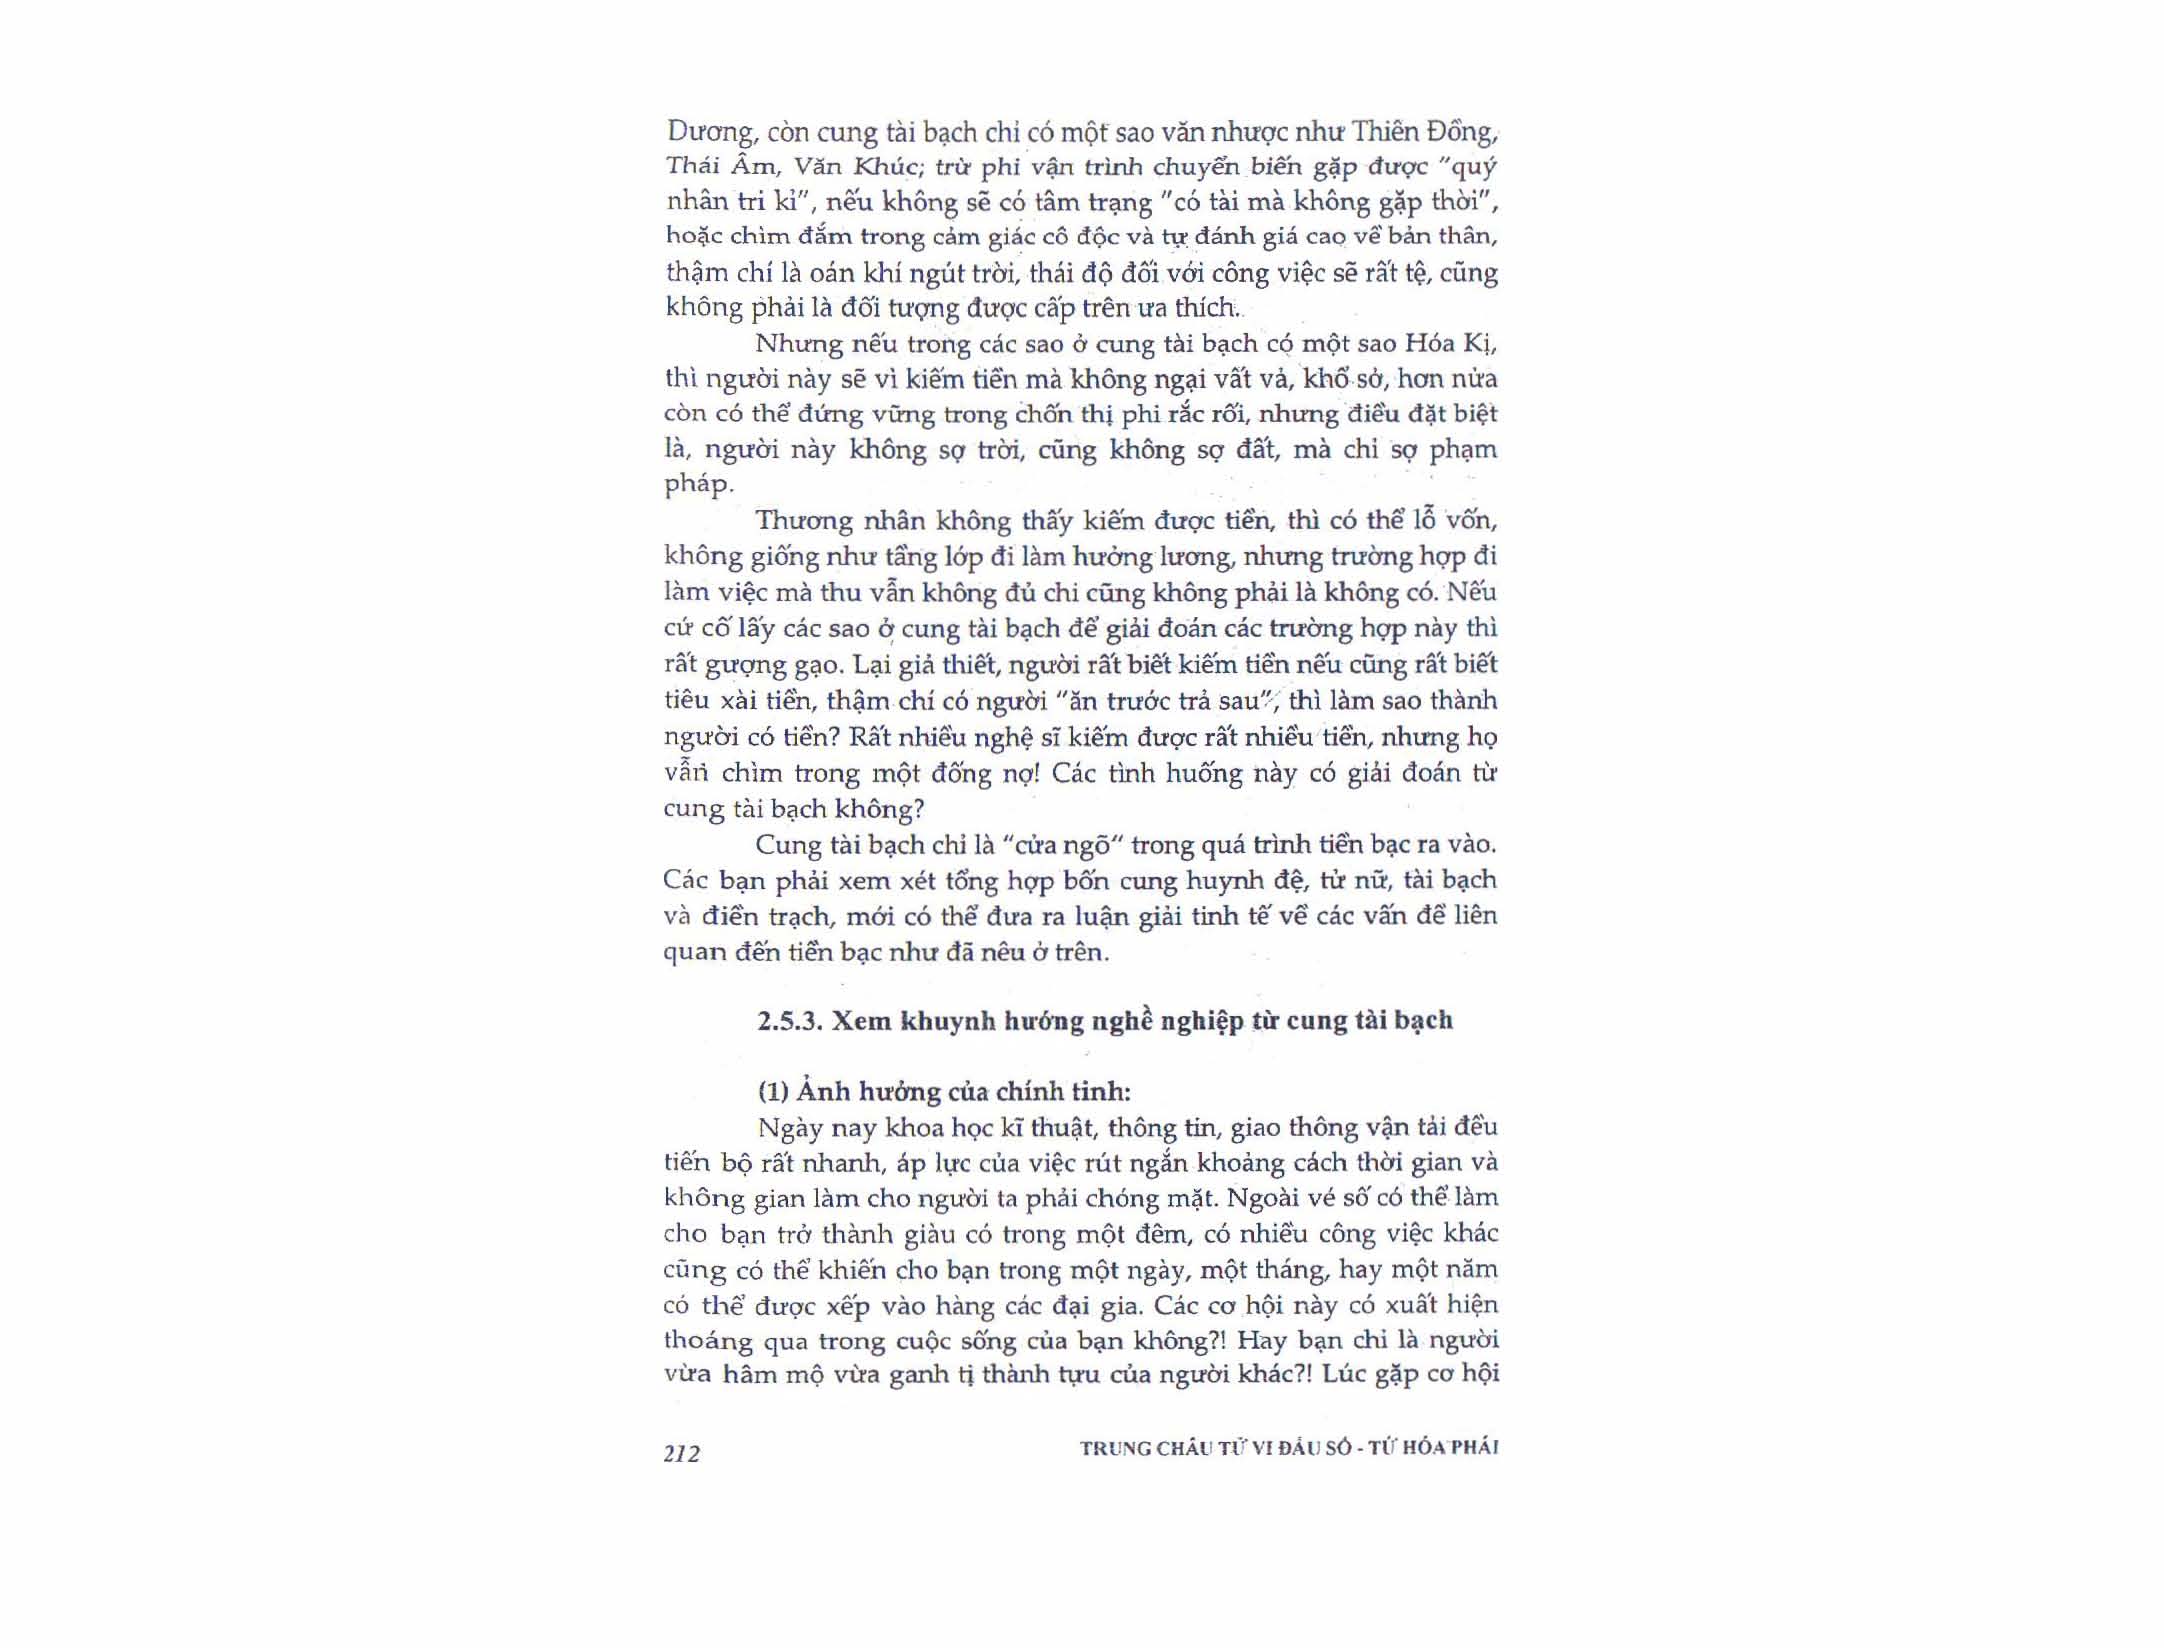 Dương, còn cung tài bạch chỉ có một sao văn nhược như Thiên Đồng,
Thái Âm, Văn Khúc; trừ phi vận trình chuyển biến gặp được "quý
nhân tri kỉ", nếu không sẽ có tâm trạng "có tài mà không gặp thời",
hoặc chìm đắm trong cảm giác cô độc và tự đánh giá cao về bản thân,
thậm chí là oán khí ngút trời, thái độ đối với công việc sẽ rất tệ, cũng
không phải là đối tượng được cấp trên ưa thích.
Nhưng nếu trong các sao ở cung tài bạch có một sao Hóa Kị,
thì người này sẽ vì kiếm tiền mà không ngại vất vả, khổ sở, hơn nửa
còn có thể đứng vững trong chốn thị phi rắc rối, nhưng điều đặt biệt
là, người này không sợ trời, cũng không sợ đất, mà chỉ sợ phạm
pháp.
Thương nhân không thấy kiếm được tiền, thì có thể lỗ vốn,
không giống như tầng lớp đi làm hưởng lương, nhưng trường hợp đi
làm việc mà thu vẫn không đủ chi cũng không phải là không có. Nếu
cứ cố lấy các sao ở cung tài bạch để giải đoán các trường hợp này thì
rất gượng gạo. Lại giả thiết, người rất biết kiếm tiền nếu cũng rất biết
tiêu xài tiền, thậm chí có người "ăn trước trả sau", thì làm sao thành
người có tiền? Rất nhiều nghệ sĩ kiếm được rất nhiều tiền, nhưng họ
vẫn chìm trong một đống nợ! Các tình huống này có giải đoán từ
cung tài bạch không?
Cung tài bạch chỉ là "cửa ngõ" trong quá trình tiền bạc ra vào.
Các bạn phải xem xét tổng hợp bốn cung huynh đệ, tử nữ, tài bạch
và điền trạch, mới có thể đưa ra luận giải tinh tế về các vấn đề liên
quan đến tiền bạc như đã nêu ở trên.
2.5.3. Xem khuynh hướng nghề nghiệp từ cung tài bạch
(1) Ảnh hưởng của chính tinh:
Ngày nay khoa học kĩ thuật, thông tin, giao thông vận tải đều
tiến bộ rất nhanh, áp lực của việc rút ngắn khoảng cách thời gian và
không gian làm cho người ta phải chóng mặt. Ngoài vé số có thể làm
cho bạn trở thành giàu có trong một đêm, có nhiều công việc khác
cũng có thể khiến cho bạn trong một ngày, một tháng, hay một năm
có thể được xếp vào hàng các đại gia. Các cơ hội này có xuất hiện
thoáng qua trong cuộc sống của bạn không?! Hay bạn chỉ là người
vừa hâm mộ vừa ganh tị thành tựu của người khác?! Lúc gặp cơ hội
212
TRUNG CHÂU TỬ VI ĐẨU SỐ - TỨ HÓA PHÁI